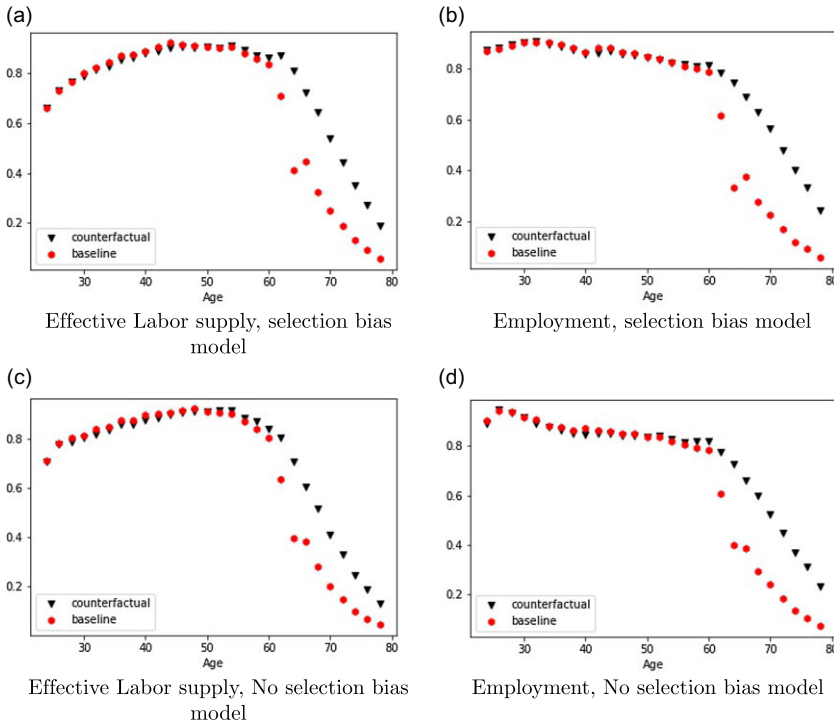 (a)
0.8
0.6
0.4
0.2
counterfactual
baseline
30 40 50 60 70 80
Age
Effective Labor supply, selection bias
model
(b)
0.8
0.6
0.4
0.2
counterfactual
baseline
30 40 50 60 70 80
Age
Employment, selection bias model
(c)
0.8
0.6
0.4
0.2
counterfactual
baseline
30 40 50 60 70 80
Age
Effective Labor supply, No selection bias
model
(d)
0.8
0.6
0.4
0.2
counterfactual
baseline
30 40 50 60 70 80
Age
Employment, No selection bias model